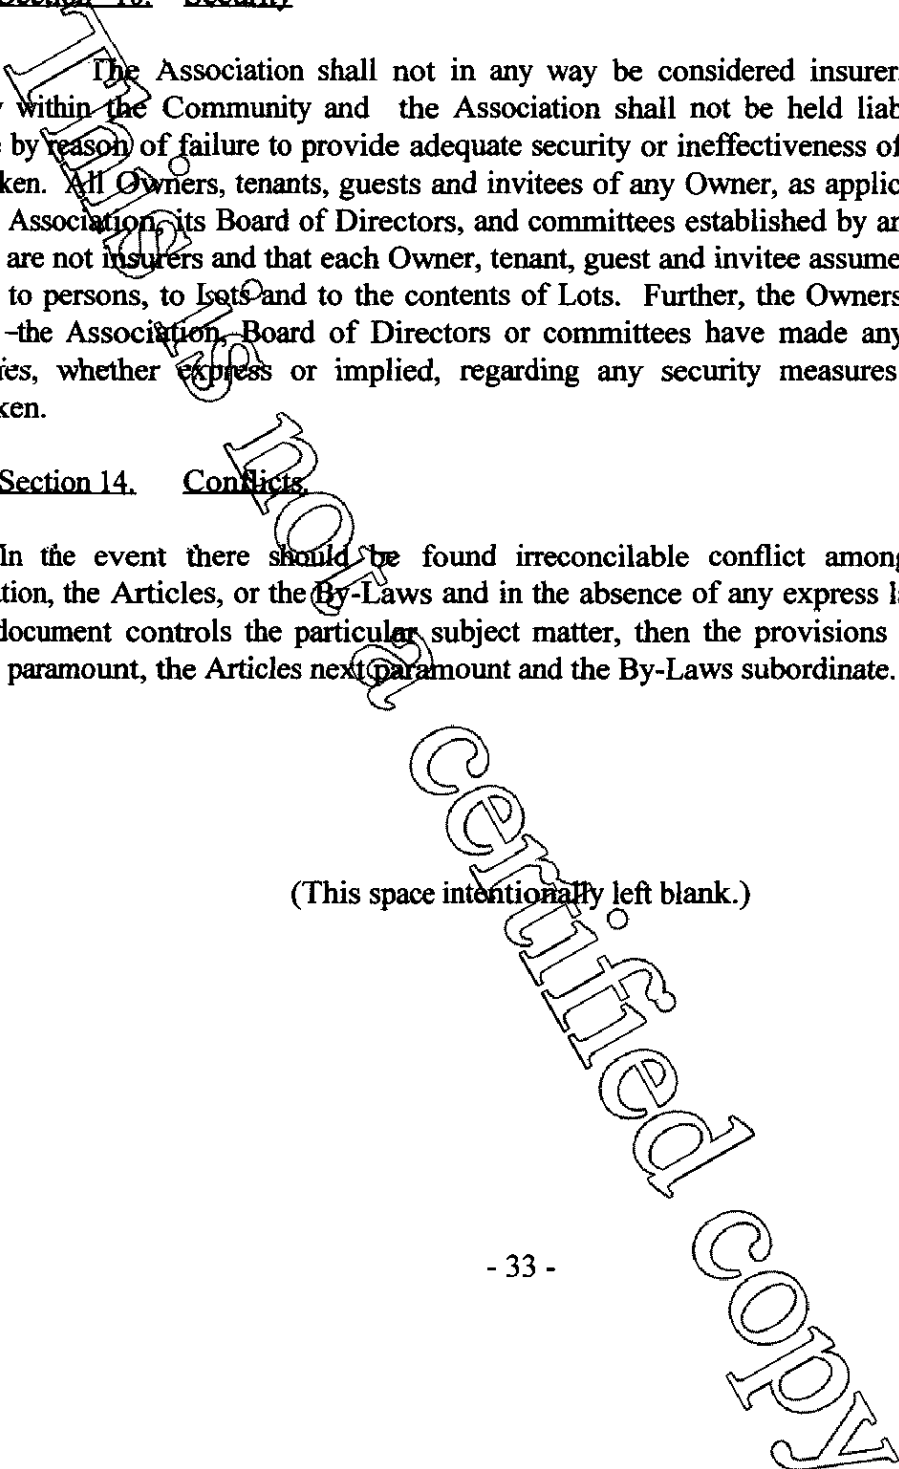 Section Security
The Association shall not in any way be considered insurer
within the Community and the Association shall not be held liab
by reason of failure to provide adequate security or ineffectiveness of
ken. All Owners, tenants, guests and invitees of any Owner, as applic
Association, its Board of Directors, and committees established by an
are not insurers and that each Owner, tenant, guest and invitee assume
to persons, to Lots and to the contents of Lots. Further, the Owners
–the Association, Board of Directors or committees have made any
ies, whether express or implied, regarding any security measures
ken.
Section 14. Conflicts.
In the event there should be found irreconcilable conflict among
tion, the Articles, or the By-Laws and in the absence of any express l
document controls the particular subject matter, then the provisions
paramount, the Articles next paramount and the By-Laws subordinate.
(This space intentionally left blank.)
- 33 -
This is not a certified copy